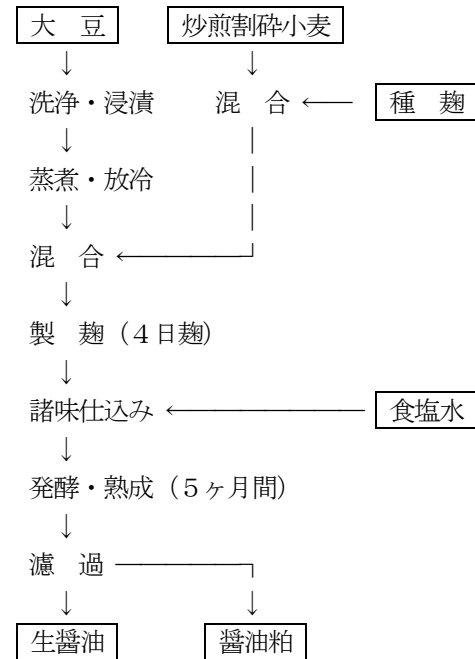 大 豆 炒煎割砕小麦
洗浄・浸漬 混 合 種 麹
蒸煮・放冷
混 合
製 麹(4日麹)
諸味仕込み 食塩水
発酵・熟成(5ヶ月間)
濾 過
生醤油 醤油粕